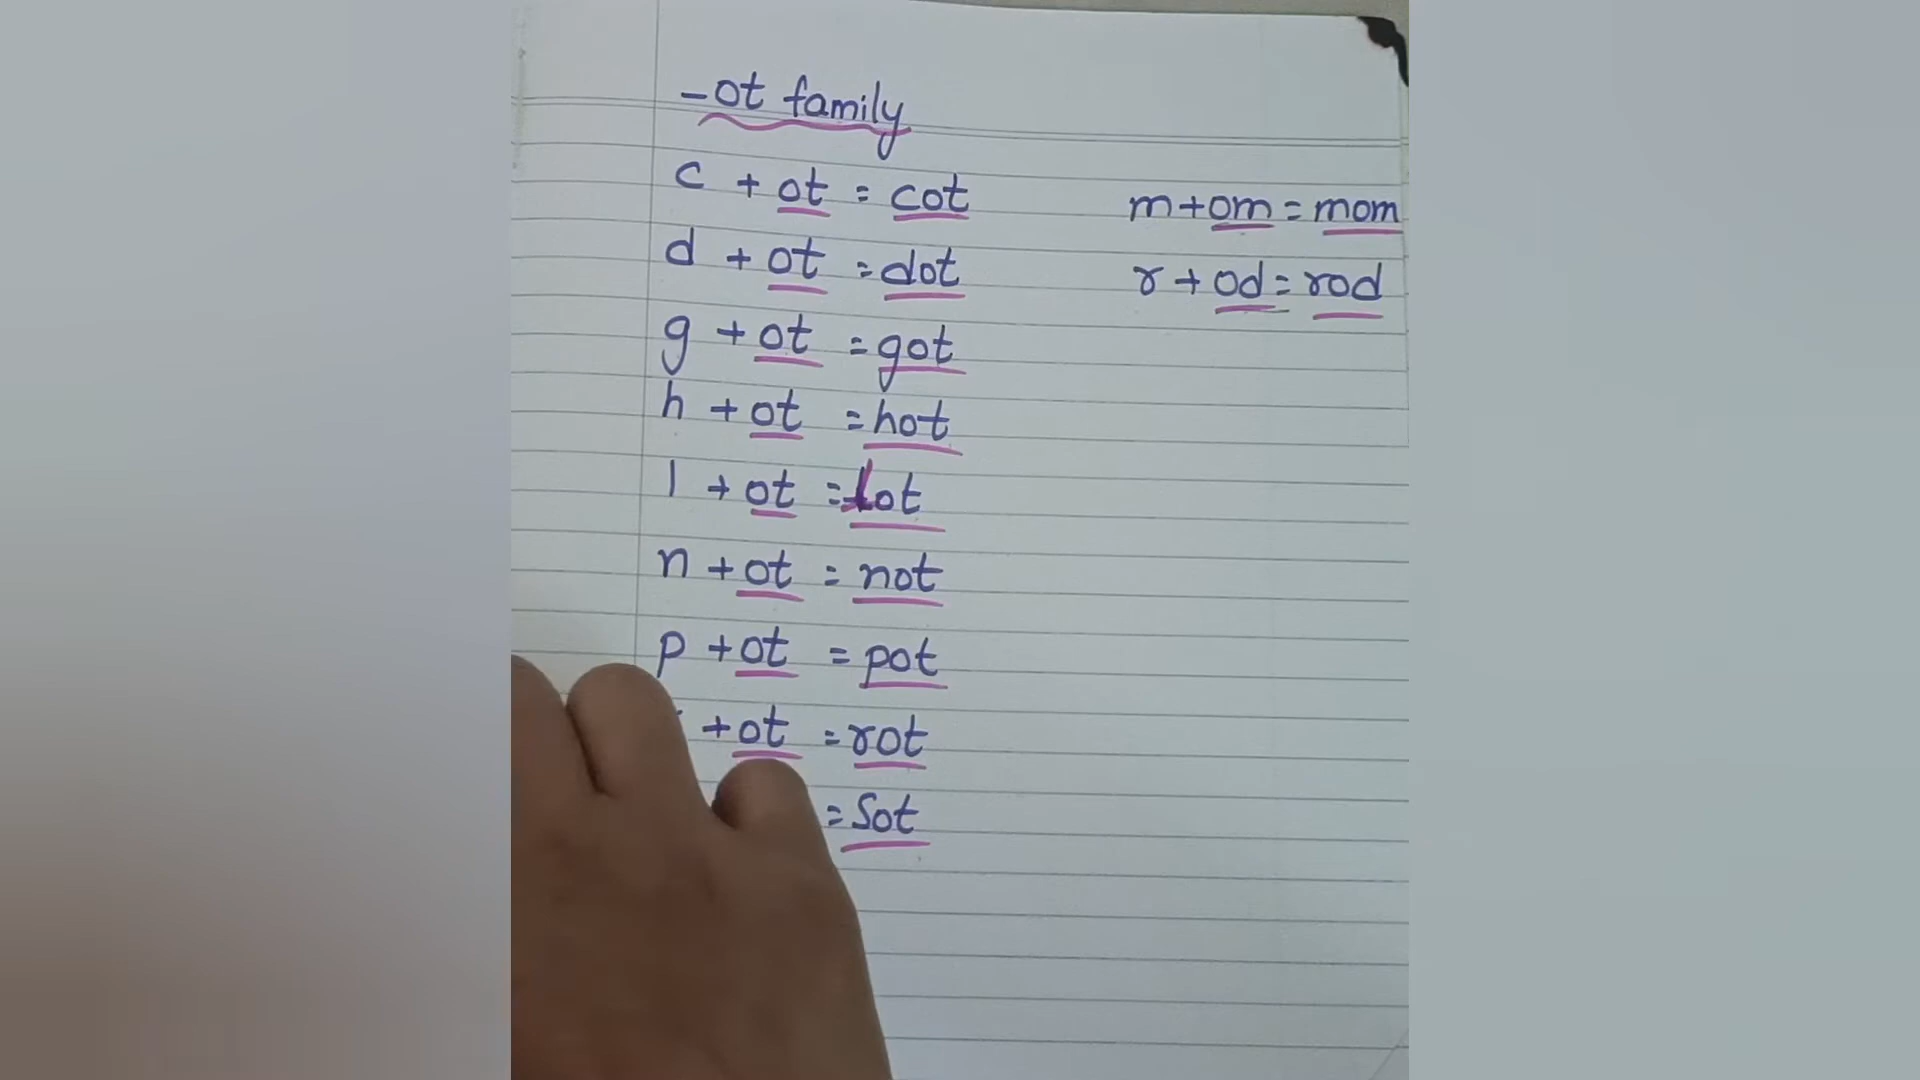 -ot family
c + ot = cot
d + ot = dot
g + ot = got
h + ot = hot
l + ot = lot
n + ot = not
p + ot = pot
+ ot = rot
= Sot
m + om = mom
r + od = rod